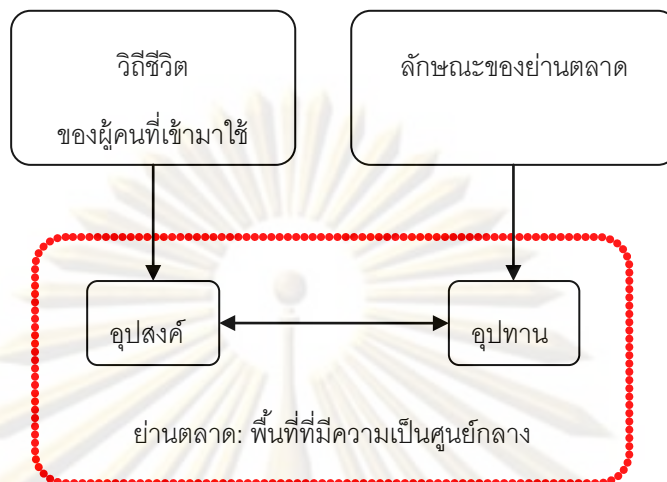 วิถีชีวิต
ของผู้คนที่เข้ามาใช้
ลักษณะของย่านตลาด
อุปสงค์
อุปทาน
ย่านตลาด: พื้นที่ที่มีความเป็นศูนย์กลาง